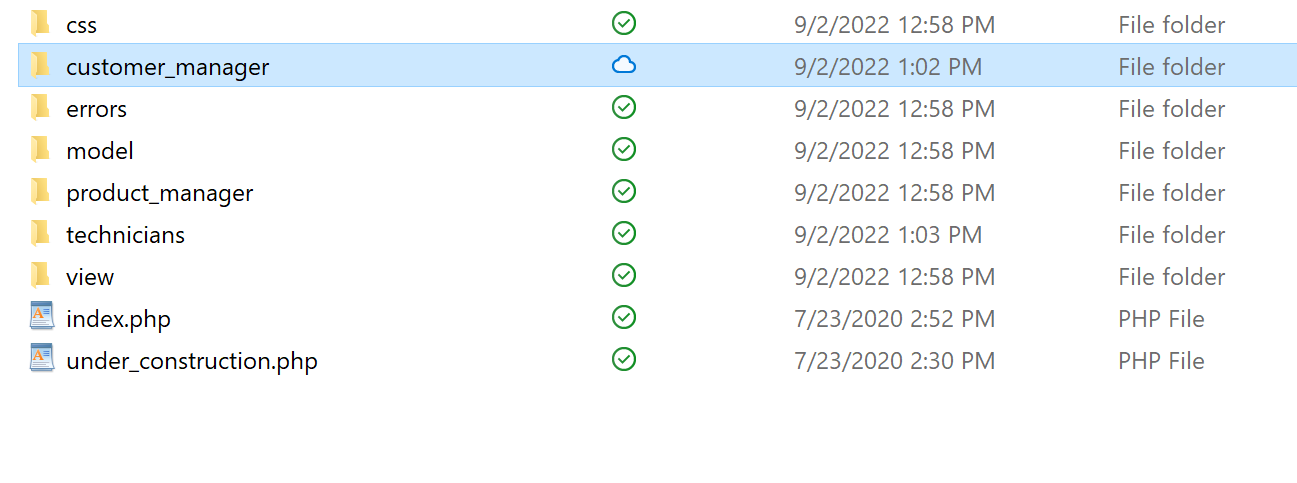 css 9/2/2022 12:58 PM File folder
customer_manager 9/2/2022 1:02 PM File folder
errors 9/2/2022 12:58 PM File folder
model 9/2/2022 12:58 PM File folder
product_manager 9/2/2022 12:58 PM File folder
technicians 9/2/2022 1:03 PM File folder
view 9/2/2022 12:58 PM File folder
index.php 7/23/2020 2:52 PM PHP File
under_construction.php 7/23/2020 2:30 PM PHP File